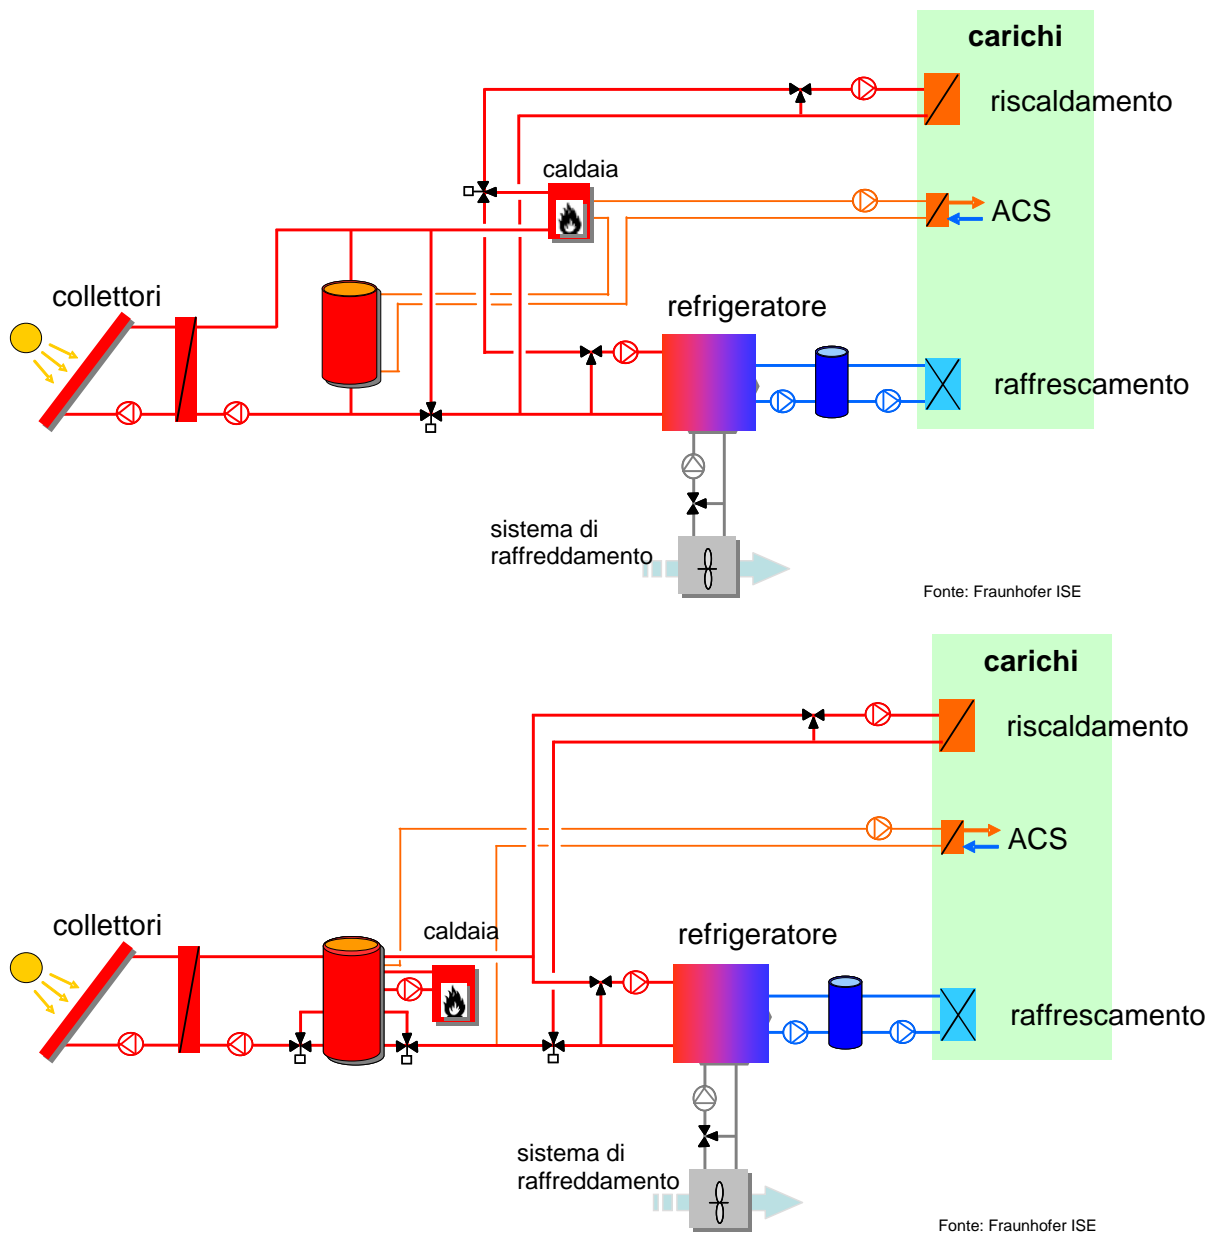 carichi
riscaldamento
caldaia
ACS
collettori
refrigeratore
raffrescamento
sistema di
raffreddamento
Fonte: Fraunhofer ISE
carichi
riscaldamento
ACS
collettori
caldaia
refrigeratore
raffrescamento
sistema di
raffreddamento
Fonte: Fraunhofer ISE